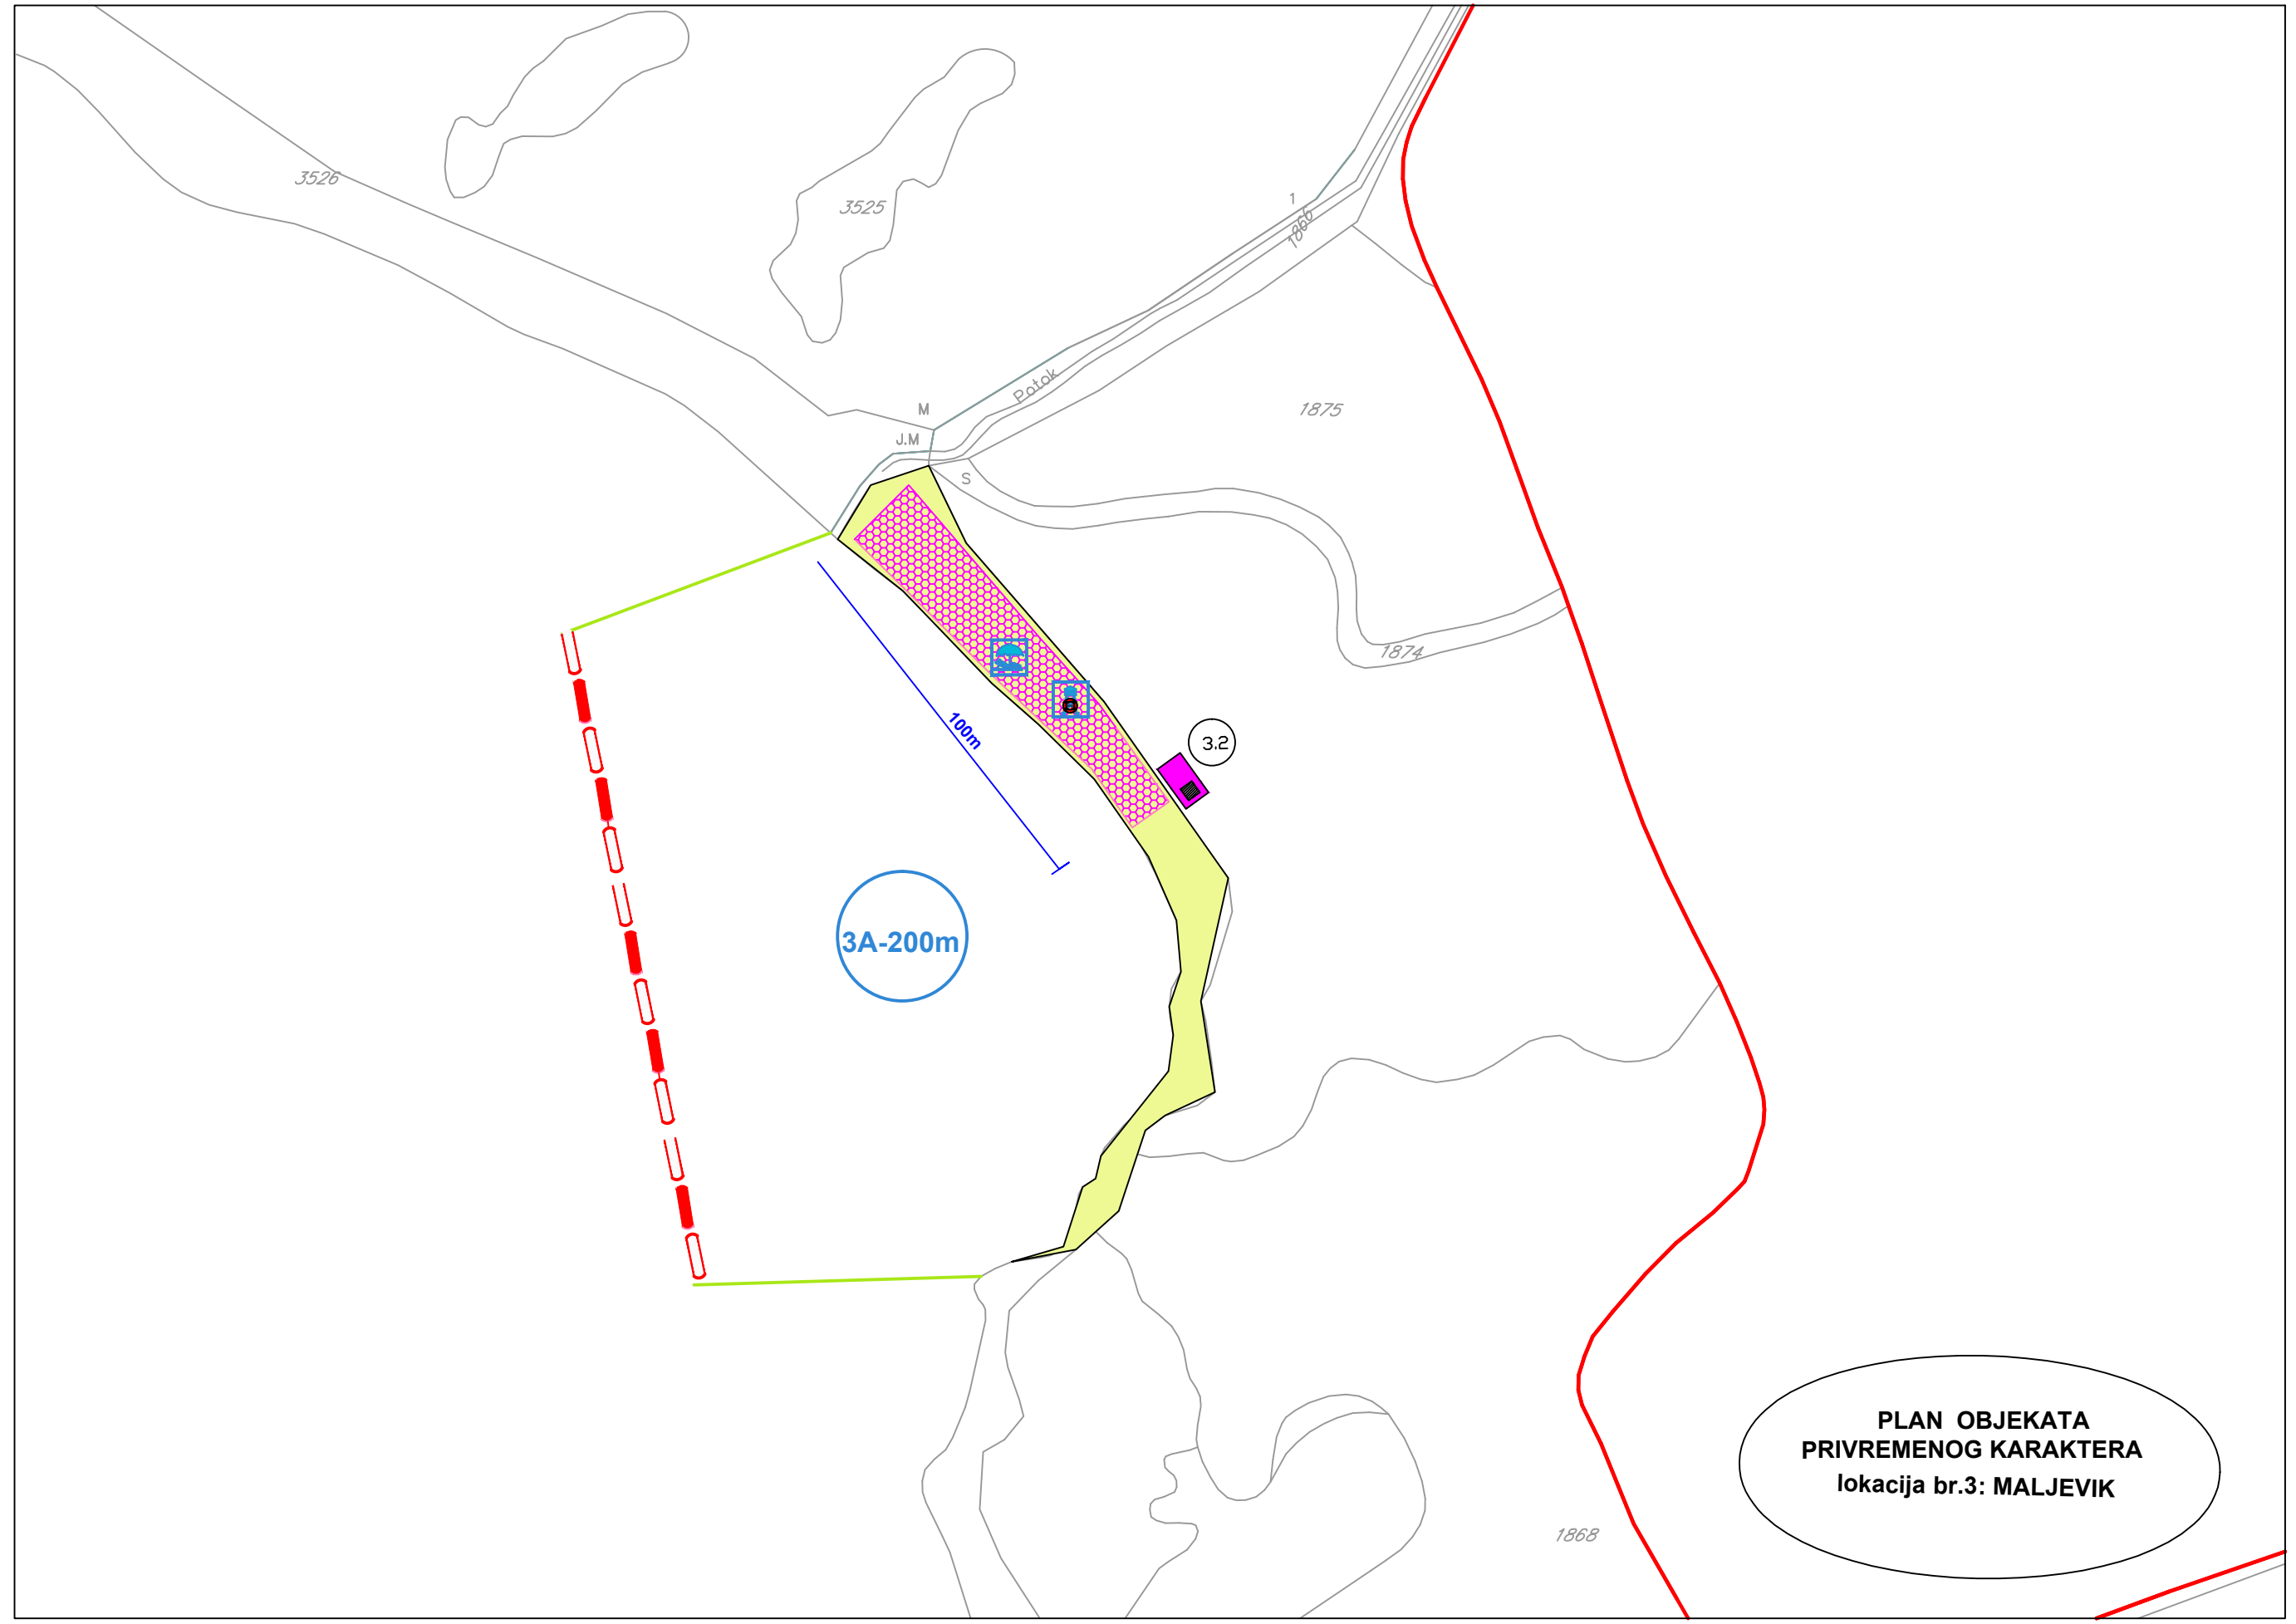 3526
3525
1
1866
Potok
M
J.M
S
1875
1874
100m
3.2
3A-200m
PLAN OBJEKATA
PRIVREMENOG KARAKTERA
lokacija br.3: MALJEVIK
1868